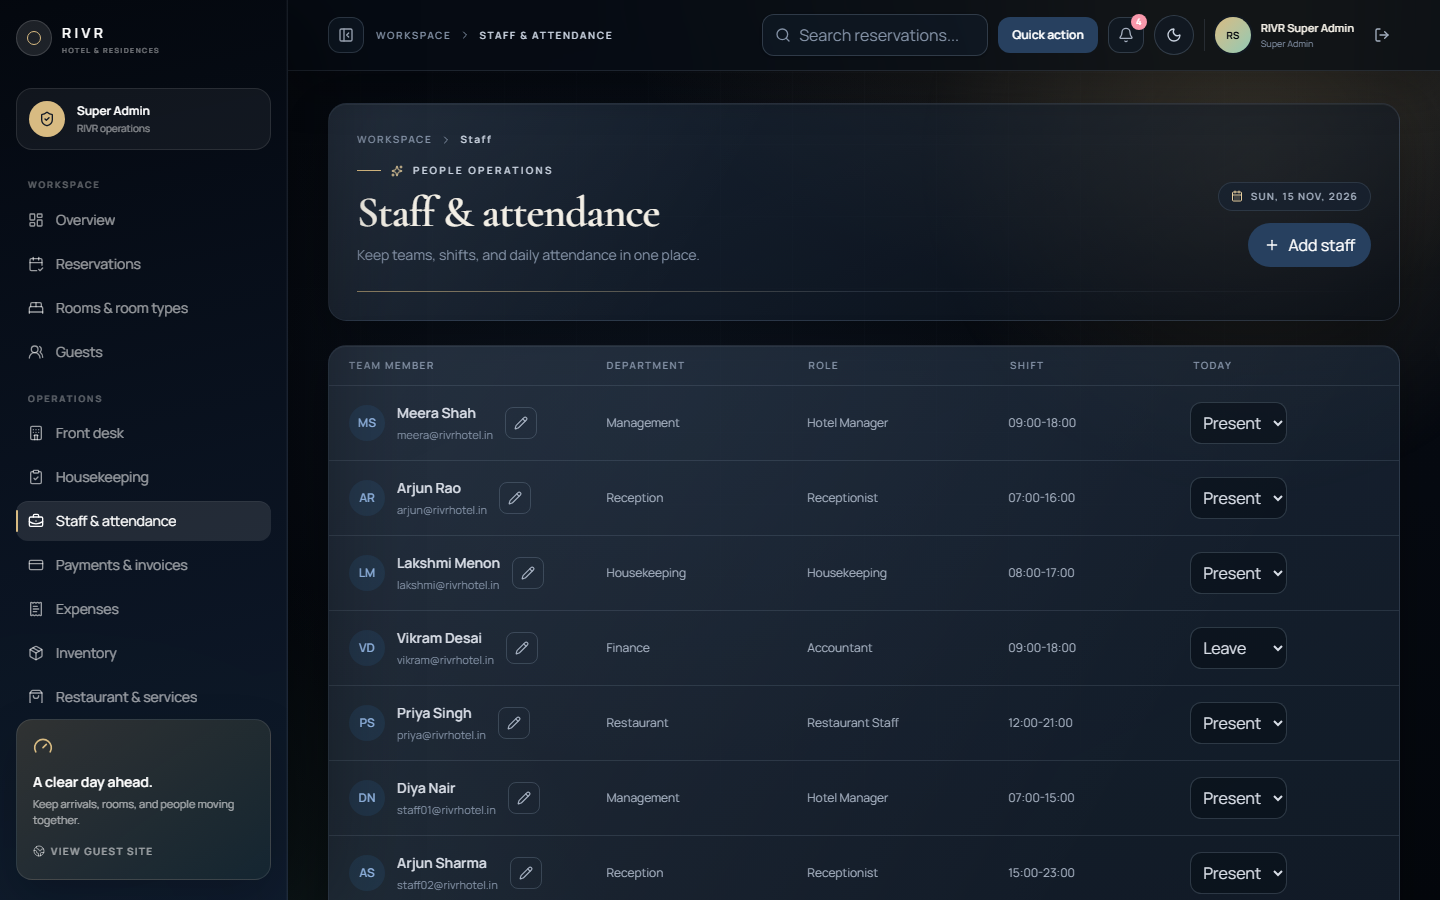 RIVR
HOTEL & RESIDENCES
Super Admin
RIVR operations
WORKSPACE
Overview
Reservations
Rooms & room types
Guests
OPERATIONS
Front desk
Housekeeping
Staff & attendance
Payments & invoices
Expenses
Inventory
Restaurant & services
A clear day ahead.
Keep arrivals, rooms, and people moving
together.
VIEW GUEST SITE
WORKSPACE > STAFF & ATTENDANCE
Search reservations...
Quick action
4
RS
RIVR Super Admin
Super Admin
WORKSPACE > Staff
PEOPLE OPERATIONS
Staff & attendance
Keep teams, shifts, and daily attendance in one place.
SUN, 15 NOV, 2026
+ Add staff
TEAM MEMBER DEPARTMENT ROLE SHIFT TODAY
MS Meera Shah Management Hotel Manager 09:00-18:00 Present
meera@rivrhotel.in
AR Arjun Rao Reception Receptionist 07:00-16:00 Present
arjun@rivrhotel.in
LM Lakshmi Menon Housekeeping Housekeeping 08:00-17:00 Present
lakshmi@rivrhotel.in
VD Vikram Desai Finance Accountant 09:00-18:00 Leave
vikram@rivrhotel.in
PS Priya Singh Restaurant Restaurant Staff 12:00-21:00 Present
priya@rivrhotel.in
DN Diya Nair Management Hotel Manager 07:00-15:00 Present
staff01@rivrhotel.in
AS Arjun Sharma Reception Receptionist 15:00-23:00 Present
staff02@rivrhotel.in